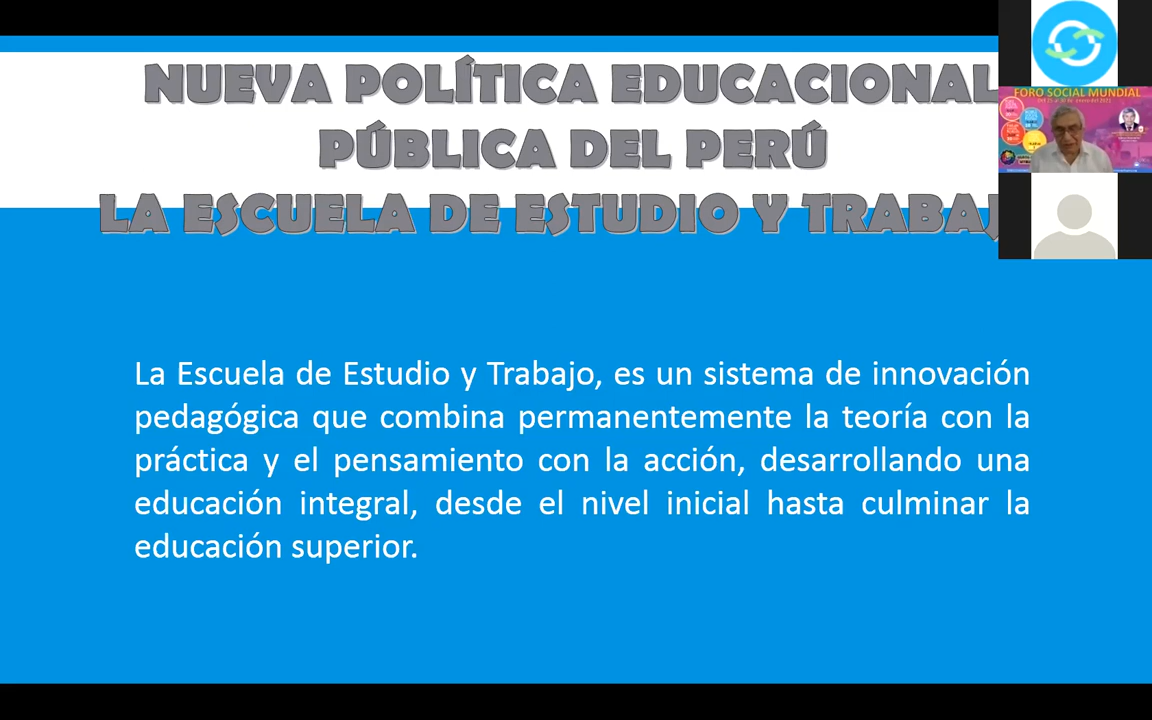 NUEVA POLÍTICA EDUCACIONAL
PÚBLICA DEL PERÚ
LA ESCUELA DE ESTUDIO Y TRABAJ
La Escuela de Estudio y Trabajo, es un sistema de innovación
pedagógica que combina permanentemente la teoría con la
práctica y el pensamiento con la acción, desarrollando una
educación integral, desde el nivel inicial hasta culminar la
educación superior.
FORO SOCIAL MUNDIAL